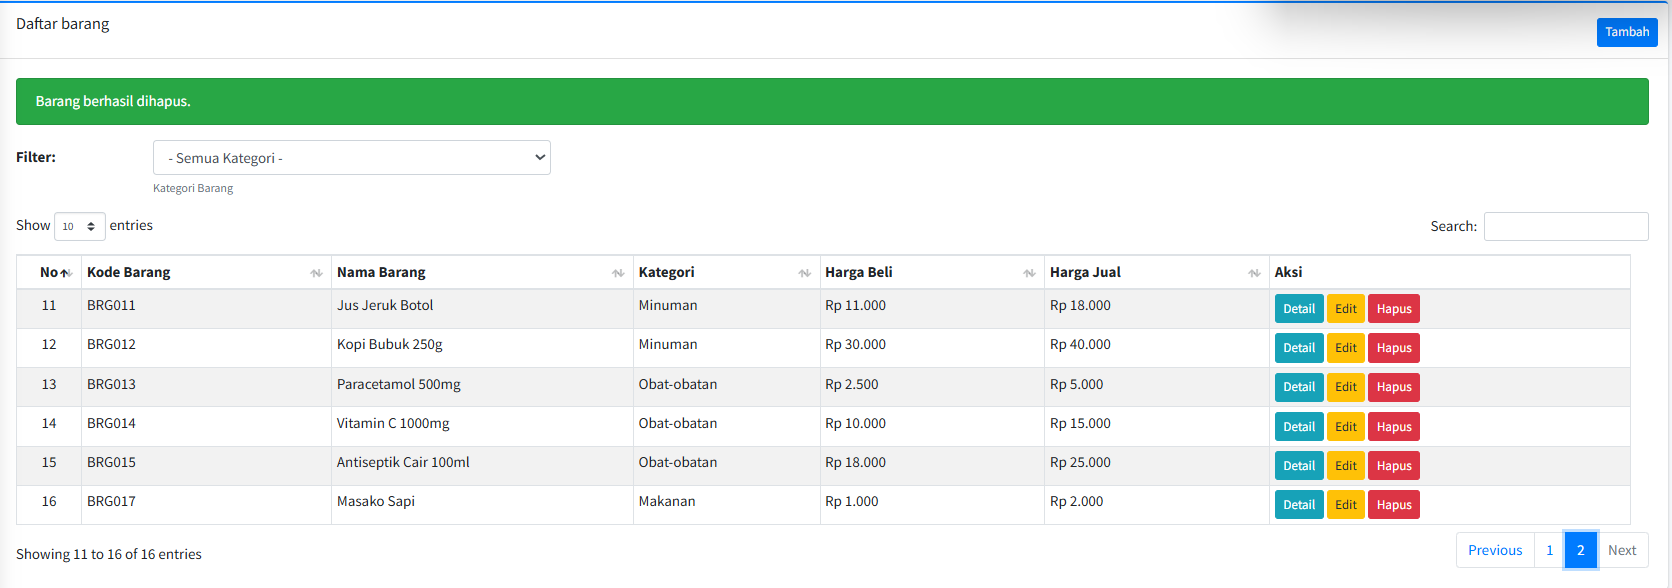 Daftar barang
Tambah
Barang berhasil dihapus.
Filter: - Semua Kategori -
Kategori Barang
Show 10 entries Search:
No Kode Barang Nama Barang Kategori Harga Beli Harga Jual Aksi
11 BRG011 Jus Jeruk Botol Minuman Rp 11.000 Rp 18.000 Detail Edit Hapus
12 BRG012 Kopi Bubuk 250g Minuman Rp 30.000 Rp 40.000 Detail Edit Hapus
13 BRG013 Paracetamol 500mg Obat-obatan Rp 2.500 Rp 5.000 Detail Edit Hapus
14 BRG014 Vitamin C 1000mg Obat-obatan Rp 10.000 Rp 15.000 Detail Edit Hapus
15 BRG015 Antiseptik Cair 100ml Obat-obatan Rp 18.000 Rp 25.000 Detail Edit Hapus
16 BRG017 Masako Sapi Makanan Rp 1.000 Rp 2.000 Detail Edit Hapus
Showing 11 to 16 of 16 entries Previous 1 2 Next